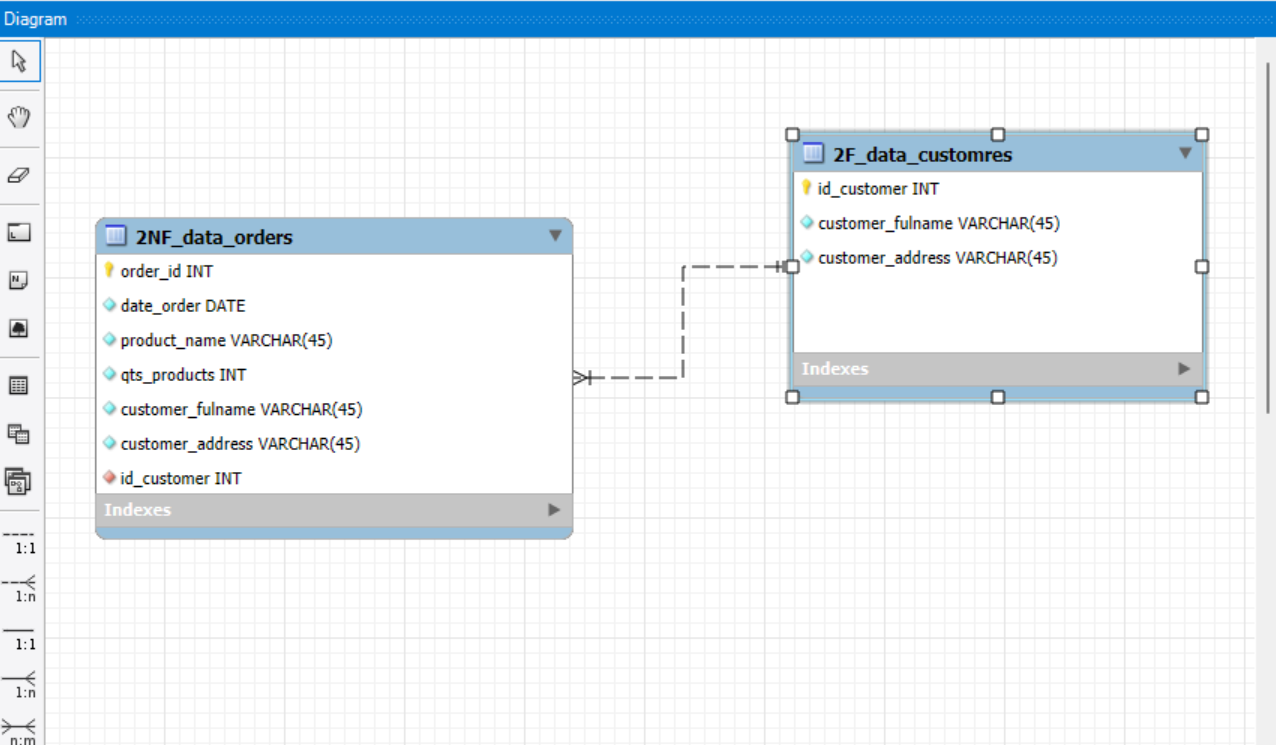 Diagram
2NF_data_orders
order_id INT
date_order DATE
product_name VARCHAR(45)
qts_products INT
customer_fulname VARCHAR(45)
customer_address VARCHAR(45)
id_customer INT
Indexes
2F_data_customres
id_customer INT
customer_fulname VARCHAR(45)
customer_address VARCHAR(45)
Indexes
1:1
1:n
1:1
1:n
n:m